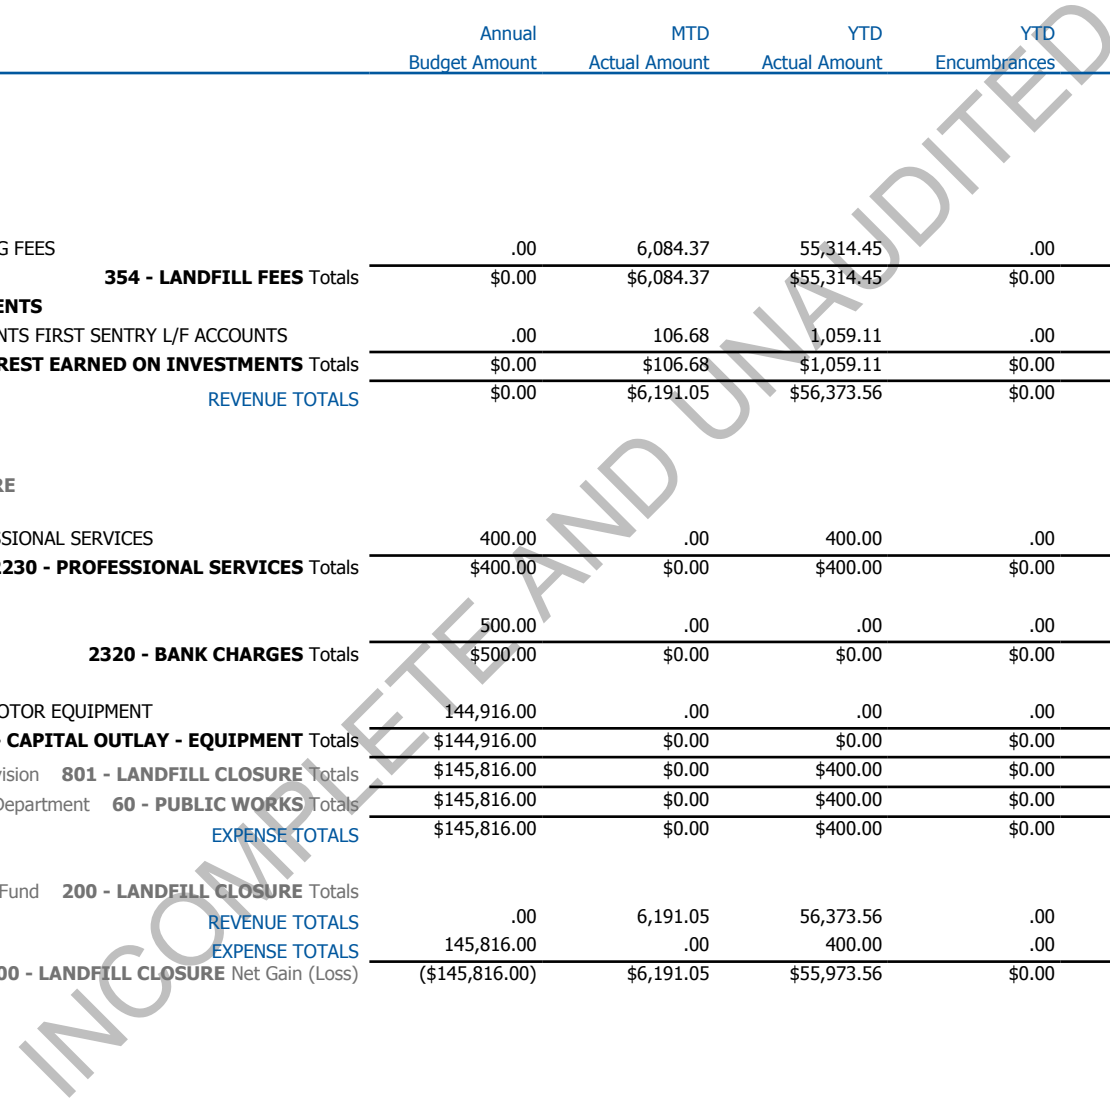 Annual MTD YTD YTD
Budget Amount Actual Amount Actual Amount Encumbrances
G FEES .00 6,084.37 55,314.45 .00
354 - LANDFILL FEES Totals $0.00 $6,084.37 $55,314.45 $0.00
ENTS
NTS FIRST SENTRY L/F ACCOUNTS .00 106.68 1,059.11 .00
REST EARNED ON INVESTMENTS Totals $0.00 $106.68 $1,059.11 $0.00
REVENUE TOTALS $0.00 $6,191.05 $56,373.56 $0.00
RE
SSIONAL SERVICES 400.00 .00 400.00 .00
2230 - PROFESSIONAL SERVICES Totals $400.00 $0.00 $400.00 $0.00
500.00 .00 .00 .00
2320 - BANK CHARGES Totals $500.00 $0.00 $0.00 $0.00
OTOR EQUIPMENT 144,916.00 .00 .00 .00
- CAPITAL OUTLAY - EQUIPMENT Totals $144,916.00 $0.00 $0.00 $0.00
vision 801 - LANDFILL CLOSURE Totals $145,816.00 $0.00 $400.00 $0.00
Department 60 - PUBLIC WORKS Totals $145,816.00 $0.00 $400.00 $0.00
EXPENSE TOTALS $145,816.00 $0.00 $400.00 $0.00
Fund 200 - LANDFILL CLOSURE Totals
REVENUE TOTALS .00 6,191.05 56,373.56 .00
EXPENSE TOTALS 145,816.00 .00 400.00 .00
00 - LANDFILL CLOSURE Net Gain (Loss) ($145,816.00) $6,191.05 $55,973.56 $0.00
INCOMPLETE AND UNAUDITED